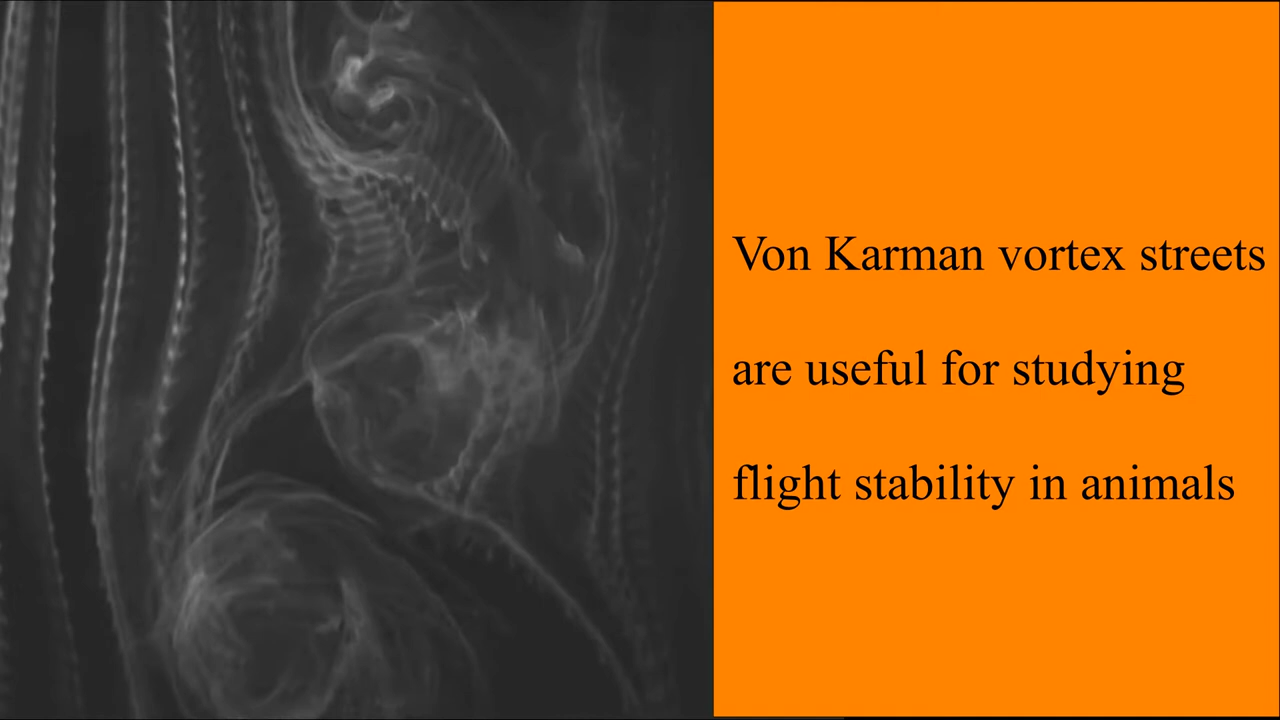 Von Karman vortex streets
are useful for studying
flight stability in animals